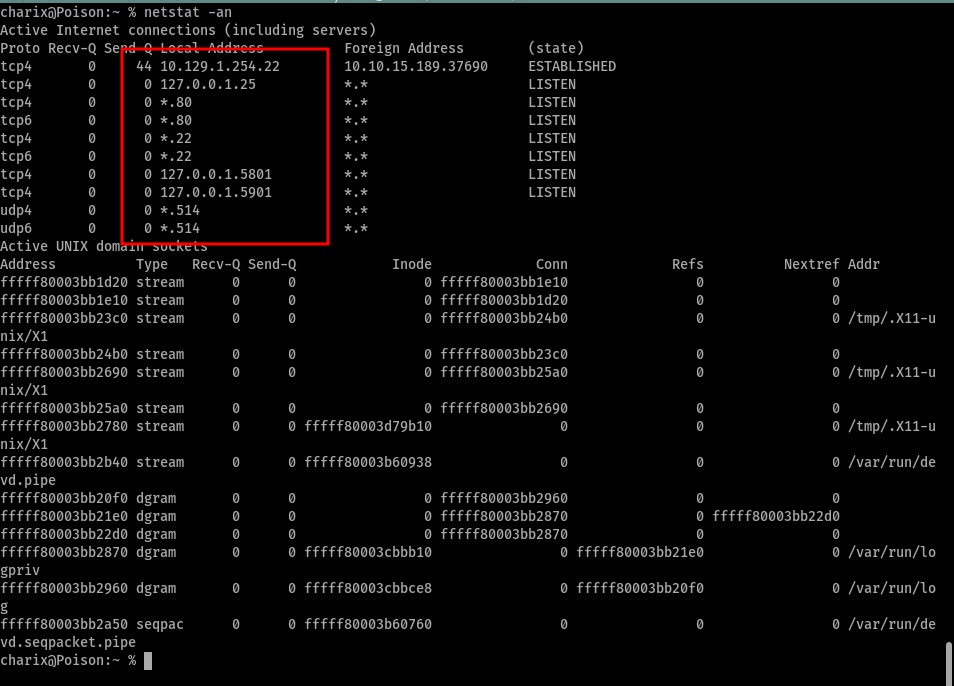 charix@Poison:~ % netstat -an
Active Internet connections (including servers)
Proto Recv-Q Send-Q Local Address          Foreign Address        (state)
tcp4       0     44 10.129.1.254.22        10.10.15.189.37690     ESTABLISHED
tcp4       0      0 127.0.0.1.25           *.*                    LISTEN
tcp4       0      0 *.80                   *.*                    LISTEN
tcp6       0      0 *.80                   *.*                    LISTEN
tcp4       0      0 *.22                   *.*                    LISTEN
tcp6       0      0 *.22                   *.*                    LISTEN
tcp4       0      0 127.0.0.1.5801         *.*                    LISTEN
tcp4       0      0 127.0.0.1.5901         *.*                    LISTEN
udp4       0      0 *.514                  *.*
udp6       0      0 *.514                  *.*
Active UNIX domain sockets
Address          Type   Recv-Q Send-Q            Inode             Conn             Refs          Nextref Addr
fffff80003bb1d20 stream      0      0                0 fffff80003bb1e10                0                0
fffff80003bb1e10 stream      0      0                0 fffff80003bb1d20                0                0
fffff80003bb23c0 stream      0      0                0 fffff80003bb24b0                0                0 /tmp/.X11-u
nix/X1
fffff80003bb24b0 stream      0      0                0 fffff80003bb23c0                0                0
fffff80003bb2690 stream      0      0                0 fffff80003bb25a0                0                0 /tmp/.X11-u
nix/X1
fffff80003bb25a0 stream      0      0                0 fffff80003bb2690                0                0
fffff80003bb2780 stream      0      0 fffff80003d79b10                0                0                0 /tmp/.X11-u
nix/X1
fffff80003bb2b40 stream      0      0 fffff80003b60938                0                0                0 /var/run/de
vd.pipe
fffff80003bb20f0 dgram       0      0                0 fffff80003bb2960                0                0
fffff80003bb21e0 dgram       0      0                0 fffff80003bb2870                0 fffff80003bb22d0
fffff80003bb22d0 dgram       0      0                0 fffff80003bb2870                0                0
fffff80003bb2870 dgram       0      0 fffff80003cbbb10                0 fffff80003bb21e0                0 /var/run/lo
gpriv
fffff80003bb2960 dgram       0      0 fffff80003cbbce8                0 fffff80003bb20f0                0 /var/run/lo
g
fffff80003bb2a50 seqpac      0      0 fffff80003b60760                0                0                0 /var/run/de
vd.seqpacket.pipe
charix@Poison:~ %